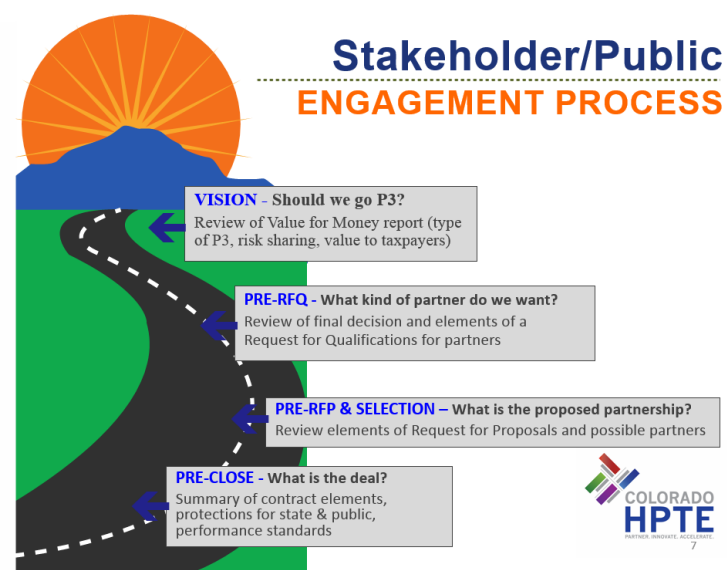 Stakeholder/Public
ENGAGEMENT PROCESS
VISION - Should we go P3?
Review of Value for Money report (type
of P3, risk sharing, value to taxpayers)
PRE-RFQ - What kind of partner do we want?
Review of final decision and elements of a
Request for Qualifications for partners
PRE-RFP & SELECTION – What is the proposed partnership?
Review elements of Request for Proposals and possible partners
PRE-CLOSE - What is the deal?
Summary of contract elements,
protections for state & public,
performance standards
COLORADO
HPTE
PARTNER. INNOVATE. ACCELERATE.
7